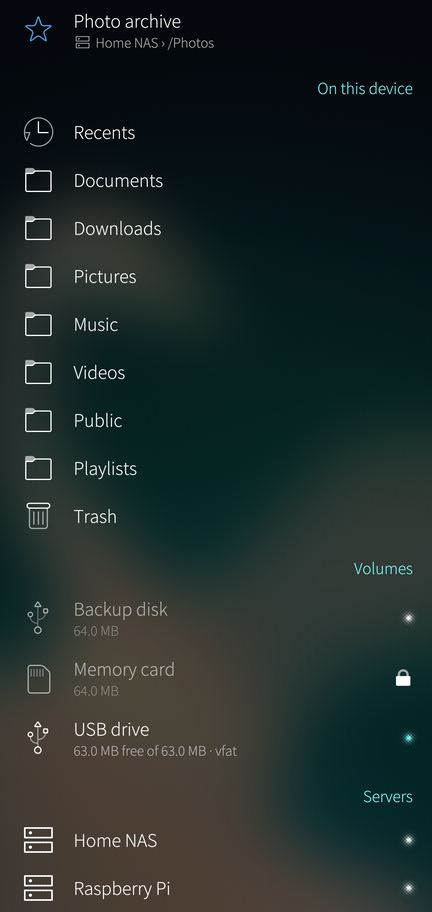 Photo archive
Home NAS › /Photos
On this device
Recents
Documents
Downloads
Pictures
Music
Videos
Public
Playlists
Trash
Volumes
Backup disk
64.0 MB
Memory card
64.0 MB
USB drive
63.0 MB free of 63.0 MB · vfat
Servers
Home NAS
Raspberry Pi